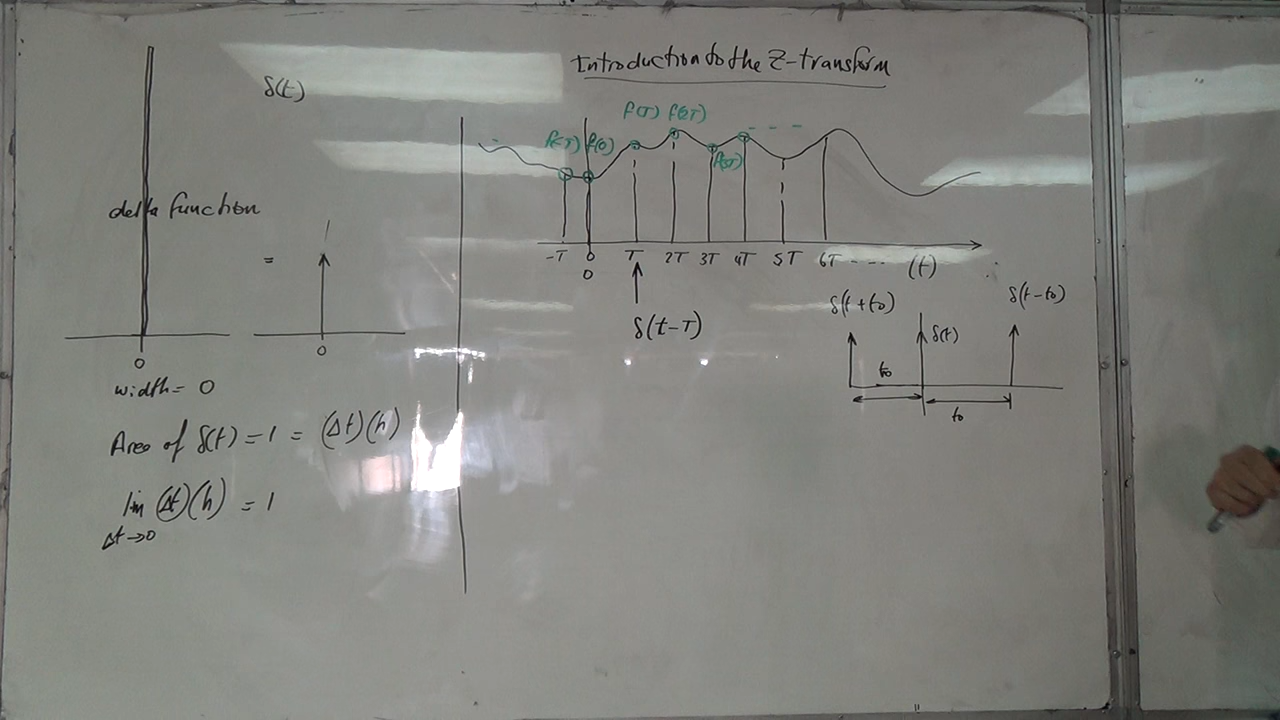 Introduction to the Z-transform
δ(t)
delta function
=
0
0
width = 0
Area of δ(t) = 1 = (Δt)(h)
lim (Δt)(h) = 1
Δt→0
f(T) f(2T)
f(-T) f(0)
f(3T)
-T 0 T 2T 3T 4T 5T 6T ---- (t)
0
δ(t-T)
δ(t+t0)
δ(t)
δ(t-t0)
t0
t0